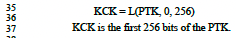 35
36 KCK = L(PTK, 0, 256)
37 KCK is the first 256 bits of the PTK.